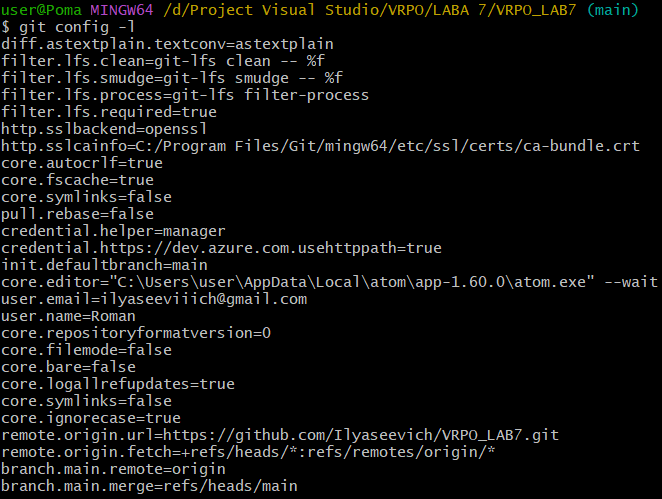 user@Poma MINGW64 /d/Project Visual Studio/VRPO/LABA 7/VRPO_LAB7 (main)
$ git config -l
diff.astextplain.textconv=astextplain
filter.lfs.clean=git-lfs clean -- %f
filter.lfs.smudge=git-lfs smudge -- %f
filter.lfs.process=git-lfs filter-process
filter.lfs.required=true
http.sslbackend=openssl
http.sslcainfo=C:/Program Files/Git/mingw64/etc/ssl/certs/ca-bundle.crt
core.autocrlf=true
core.fscache=true
core.symlinks=false
pull.rebase=false
credential.helper=manager
credential.https://dev.azure.com.usehttppath=true
init.defaultbranch=main
core.editor="C:\Users\user\AppData\Local\atom\app-1.60.0\atom.exe" --wait
user.email=ilyaseeviiich@gmail.com
user.name=Roman
core.repositoryformatversion=0
core.filemode=false
core.bare=false
core.logallrefupdates=true
core.symlinks=false
core.ignorecase=true
remote.origin.url=https://github.com/Ilyaseevich/VRPO_LAB7.git
remote.origin.fetch=+refs/heads/*:refs/remotes/origin/*
branch.main.remote=origin
branch.main.merge=refs/heads/main